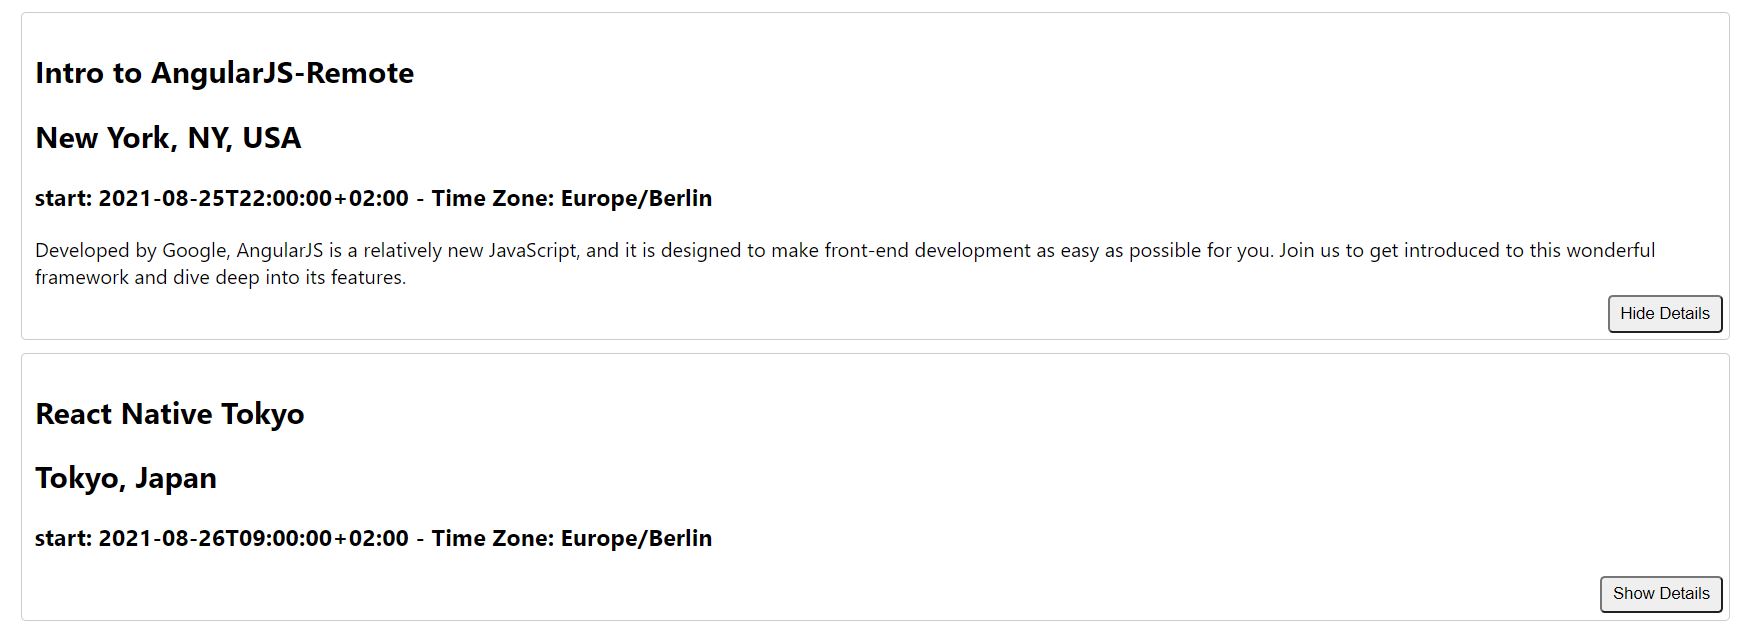 Intro to AngularJS-Remote
New York, NY, USA
start: 2021-08-25T22:00:00+02:00 - Time Zone: Europe/Berlin
Developed by Google, AngularJS is a relatively new JavaScript, and it is designed to make front-end development as easy as possible for you. Join us to get introduced to this wonderful
framework and dive deep into its features.
Hide Details
React Native Tokyo
Tokyo, Japan
start: 2021-08-26T09:00:00+02:00 - Time Zone: Europe/Berlin
Show Details